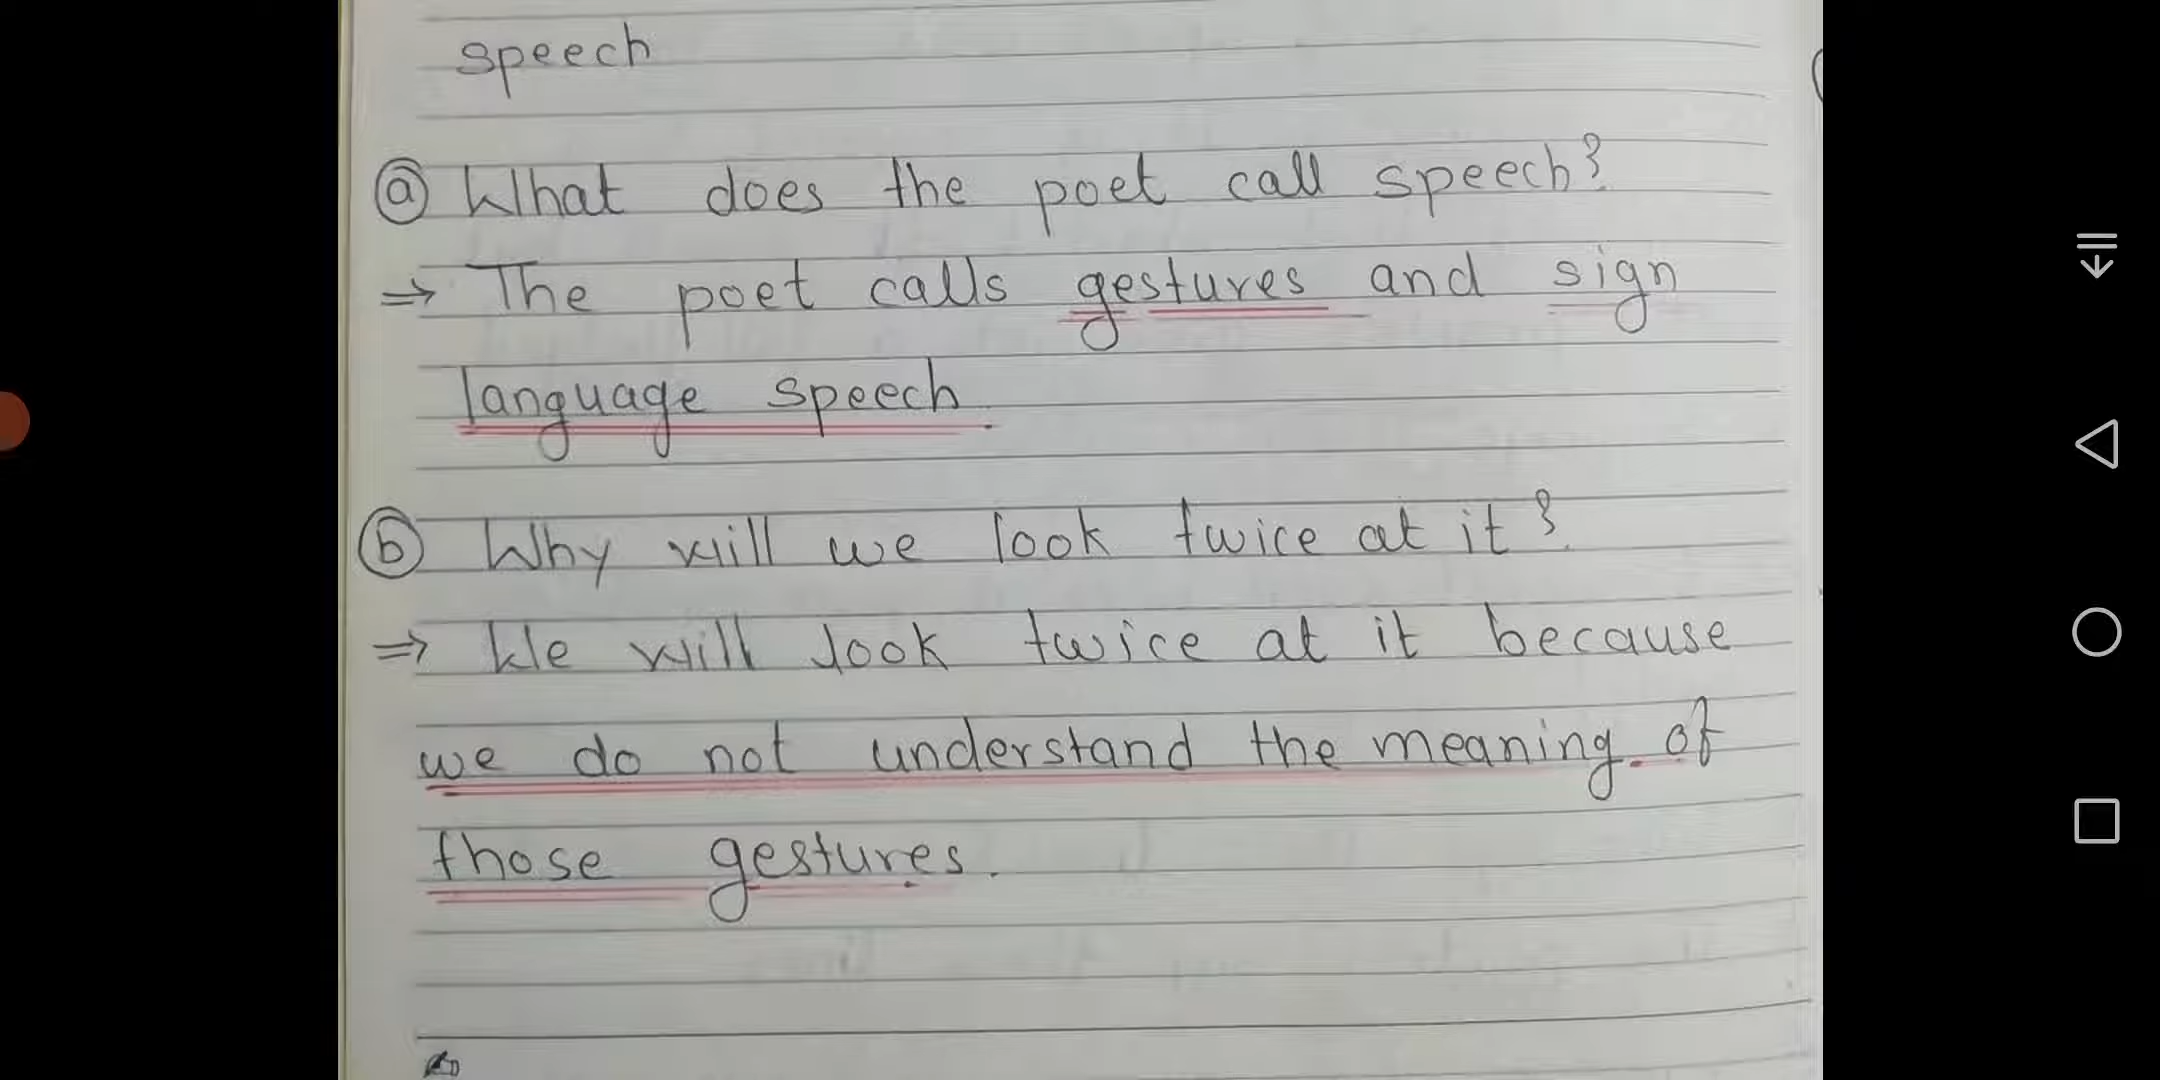 speech
ⓐ What does the poet call speech?
⇒ The poet calls gestures and sign
language speech.
ⓑ Why will we look twice at it?
⇒ We will look twice at it because
we do not understand the meaning of
those gestures.